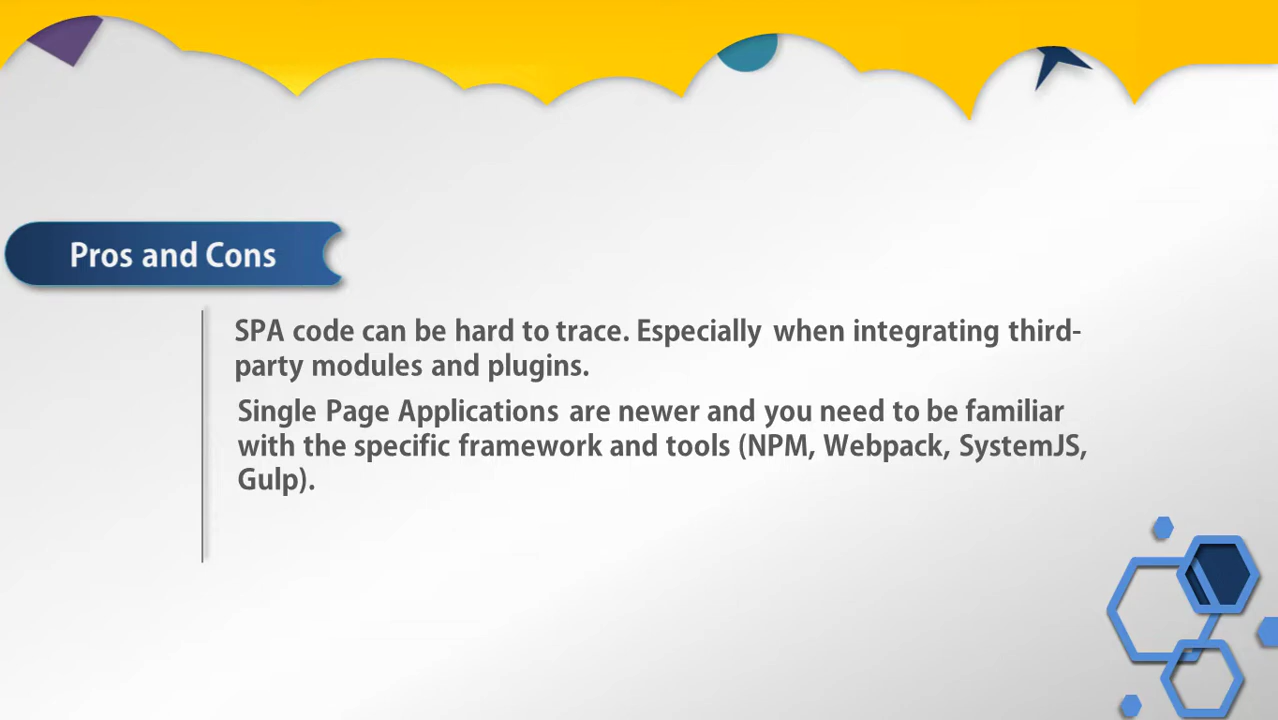 Pros and Cons
SPA code can be hard to trace. Especially when integrating third-
party modules and plugins.
Single Page Applications are newer and you need to be familiar
with the specific framework and tools (NPM, Webpack, SystemJS,
Gulp).